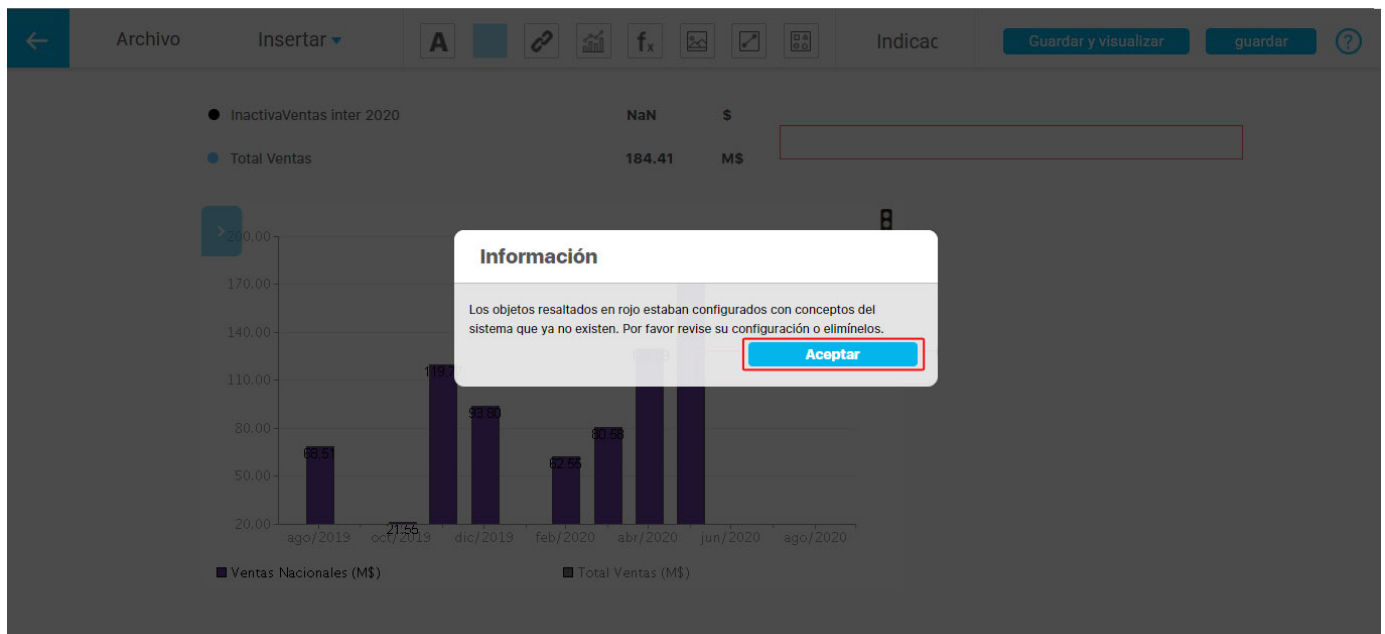 Archivo
Insertar
A
fx
Indicac
Guardar y visualizar
guardar
?
InactivaVentas inter 2020 NaN $
Total Ventas 184.41 M$
200.00
Información
170.00
Los objetos resaltados en rojo estaban configurados con conceptos del
sistema que ya no existen. Por favor revise su configuración o elimínelos.
140.00
Aceptar
110.00
93.80
80.00
80.58
68.51
62.55
50.00
20.00
21.55
ago/2019 oct/2019 dic/2019 feb/2020 abr/2020 jun/2020 ago/2020
Ventas Nacionales (M$) Total Ventas (M$)